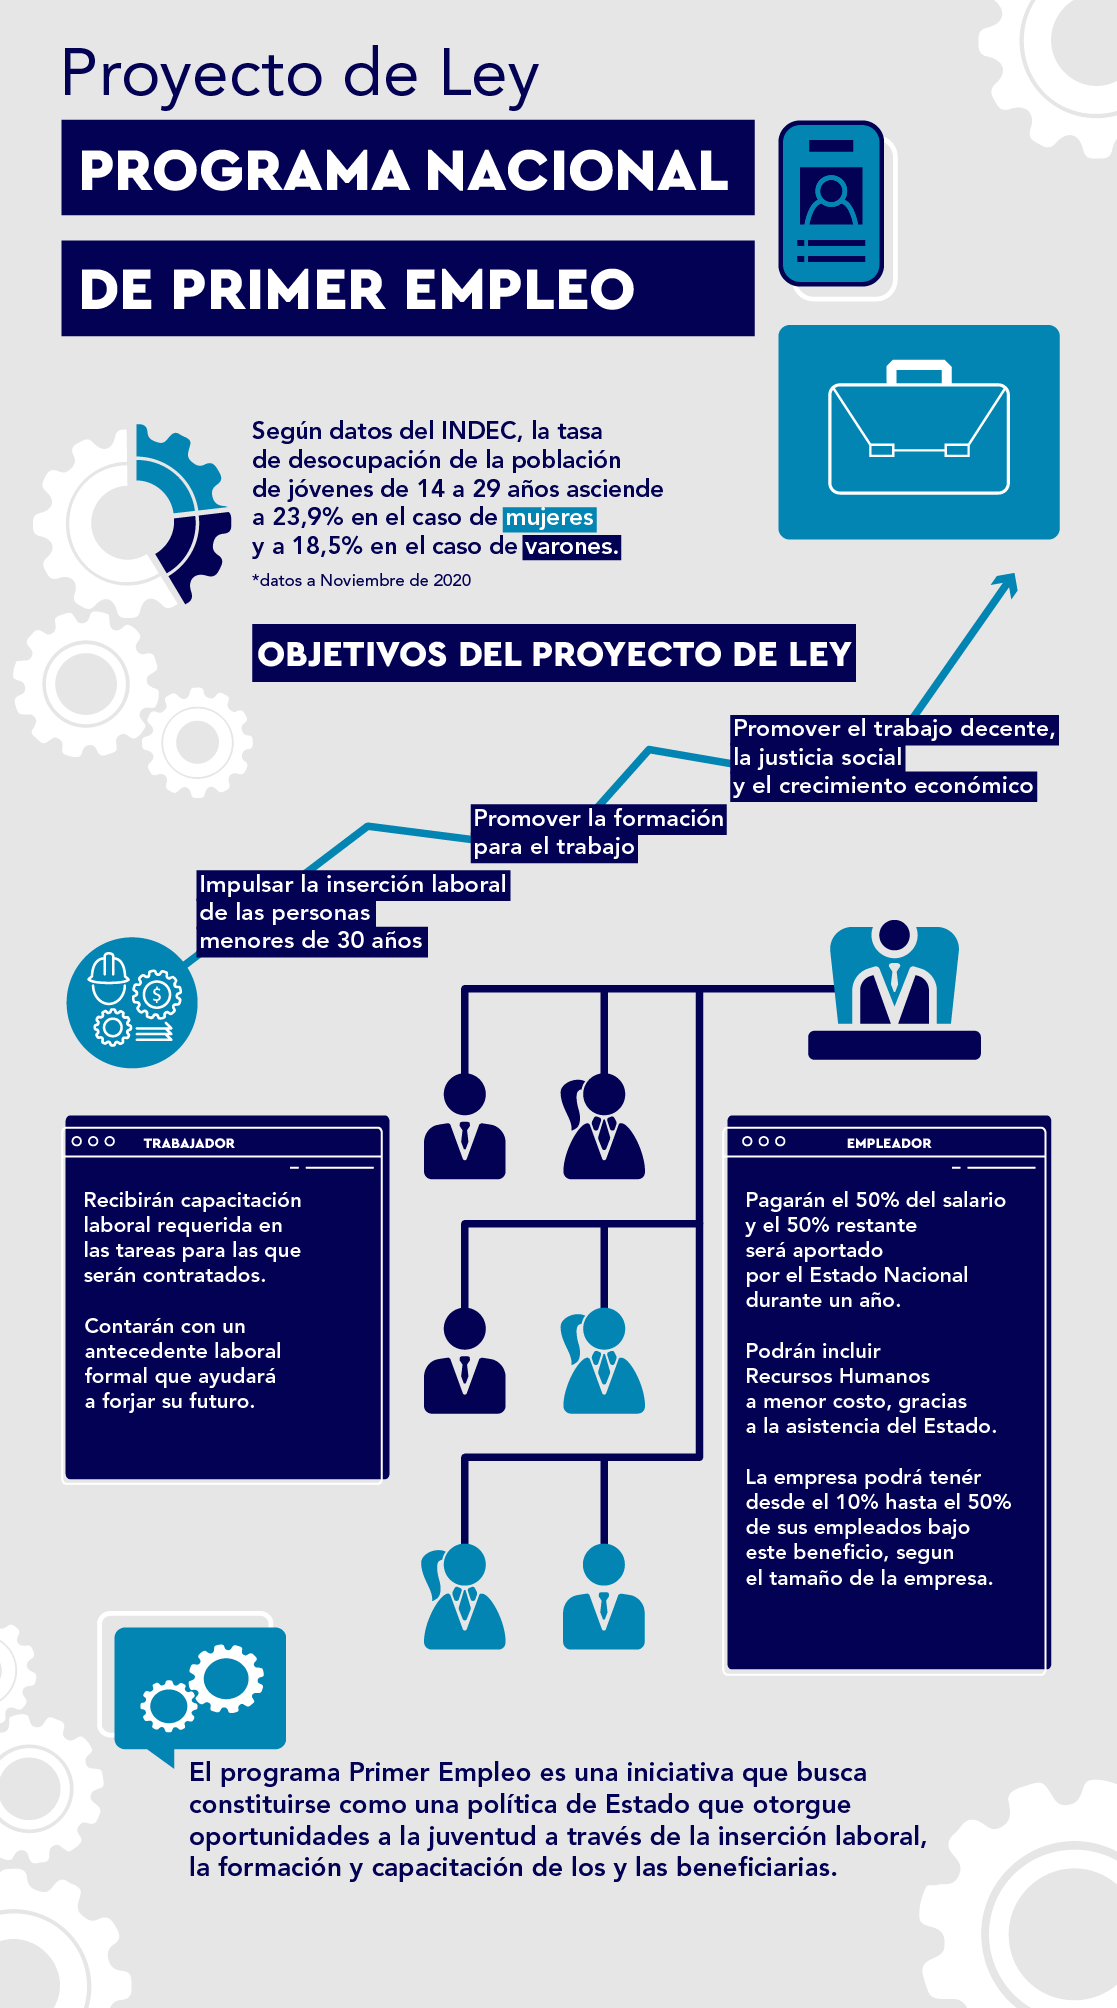 Proyecto de Ley
PROGRAMA NACIONAL
DE PRIMER EMPLEO
Según datos del INDEC, la tasa
de desocupación de la población
de jóvenes de 14 a 29 años asciende
a 23,9% en el caso de mujeres
y a 18,5% en el caso de varones.
*datos a Noviembre de 2020
OBJETIVOS DEL PROYECTO DE LEY
Promover el trabajo decente,
la justicia social
y el crecimiento económico
Promover la formación
para el trabajo
Impulsar la inserción laboral
de las personas
menores de 30 años
$
TRABAJADOR
Recibirán capacitación
laboral requerida en
las tareas para las que
serán contratados.
Contarán con un
antecedente laboral
formal que ayudará
a forjar su futuro.
EMPLEADOR
Pagarán el 50% del salario
y el 50% restante
será aportado
por el Estado Nacional
durante un año.
Podrán incluir
Recursos Humanos
a menor costo, gracias
a la asistencia del Estado.
La empresa podrá tenér
desde el 10% hasta el 50%
de sus empleados bajo
este beneficio, segun
el tamaño de la empresa.
El programa Primer Empleo es una iniciativa que busca
constituirse como una política de Estado que otorgue
oportunidades a la juventud a través de la inserción laboral,
la formación y capacitación de los y las beneficiarias.